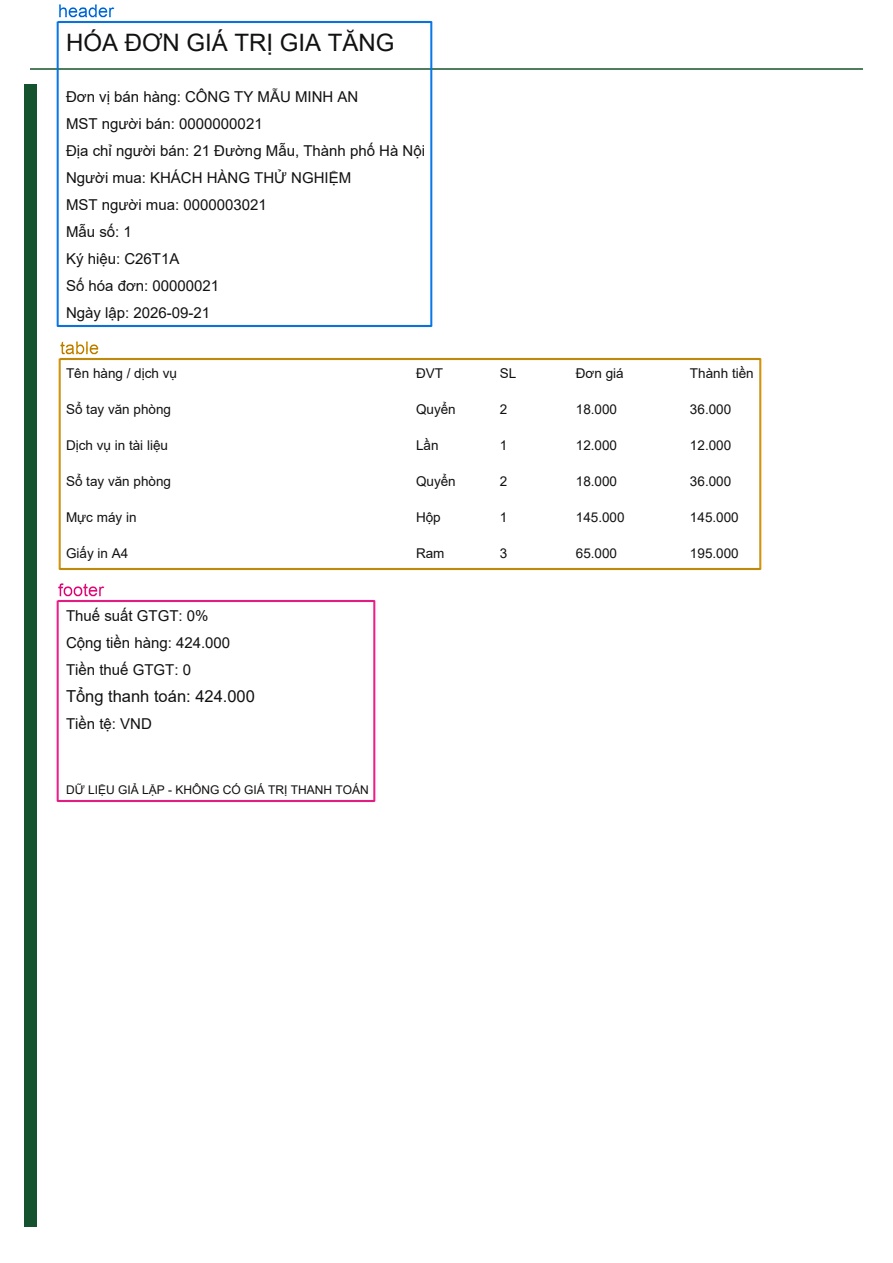 header
HÓA ĐƠN GIÁ TRỊ GIA TĂNG
Đơn vị bán hàng: CÔNG TY MẪU MINH AN
MST người bán: 0000000021
Địa chỉ người bán: 21 Đường Mẫu, Thành phố Hà Nội
Người mua: KHÁCH HÀNG THỬ NGHIỆM
MST người mua: 0000003021
Mẫu số: 1
Ký hiệu: C26T1A
Số hóa đơn: 00000021
Ngày lập: 2026-09-21
table
Tên hàng / dịch vụ ĐVT SL Đơn giá Thành tiền
Sổ tay văn phòng Quyển 2 18.000 36.000
Dịch vụ in tài liệu Lần 1 12.000 12.000
Sổ tay văn phòng Quyển 2 18.000 36.000
Mực máy in Hộp 1 145.000 145.000
Giấy in A4 Ram 3 65.000 195.000
footer
Thuế suất GTGT: 0%
Cộng tiền hàng: 424.000
Tiền thuế GTGT: 0
Tổng thanh toán: 424.000
Tiền tệ: VND
DỮ LIỆU GIẢ LẬP - KHÔNG CÓ GIÁ TRỊ THANH TOÁN